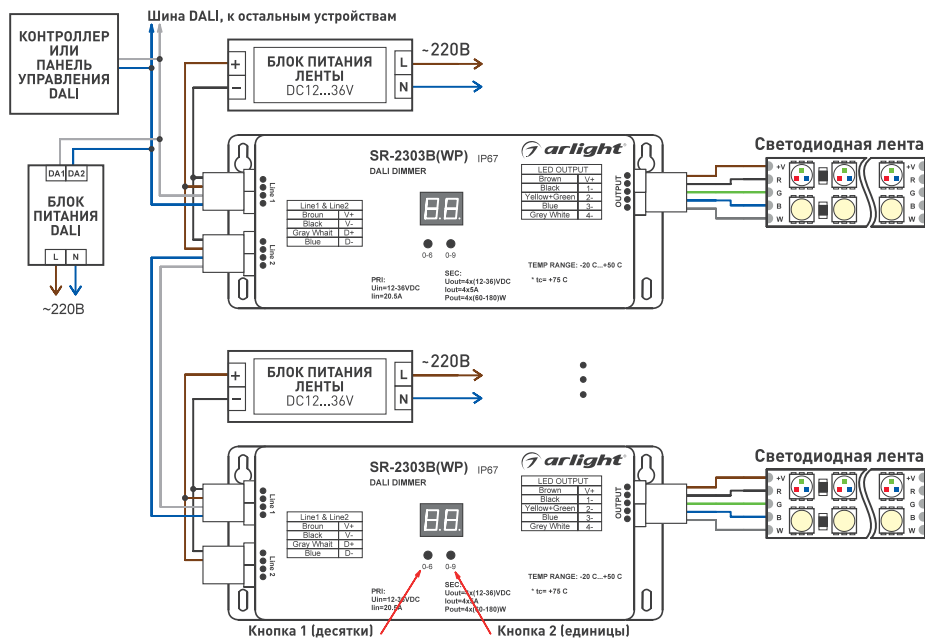 Шина DALI, к остальным устройствам
КОНТРОЛЛЕР
ИЛИ
ПАНЕЛЬ
УПРАВЛЕНИЯ
DALI
DA1 DA2
БЛОК
ПИТАНИЯ
DALI
L N
~220В
+
−
БЛОК ПИТАНИЯ
ЛЕНТЫ
DC12...36V
L
N
~220В
SR-2303B(WP) IP67
DALI DIMMER
arlight®
Line 1
Line 2
Line1 & Line2
Broun V+
Black V-
Gray Whait D+
Blue D-
0-6 0-9
PRI:
Uin=12-36VDC
Iin=20.5A
SEC:
Uout=4x(12-36)VDC
Iout=4x5A
Pout=4x(60-180)W
LED OUTPUT
Brown V+
Black 1-
Yellow+Green 2-
Blue 3-
Grey White 4-
OUTPUT
TEMP RANGE: -20 C...+50 C
* tc= +75 C
Светодиодная лента
+V
R
G
B
W
+V
R
G
B
W
+
−
БЛОК ПИТАНИЯ
ЛЕНТЫ
DC12...36V
L
N
~220В
SR-2303B(WP) IP67
DALI DIMMER
arlight®
Line 1
Line 2
Line1 & Line2
Broun V+
Black V-
Gray Whait D+
Blue D-
0-6 0-9
PRI:
Uin=12-36VDC
Iin=20.5A
SEC:
Uout=4x(12-36)VDC
Iout=4x5A
Pout=4x(60-180)W
LED OUTPUT
Brown V+
Black 1-
Yellow+Green 2-
Blue 3-
Grey White 4-
OUTPUT
TEMP RANGE: -20 C...+50 C
* tc= +75 C
Светодиодная лента
+V
R
G
B
W
+V
R
G
B
W
Кнопка 1 (десятки)
Кнопка 2 (единицы)